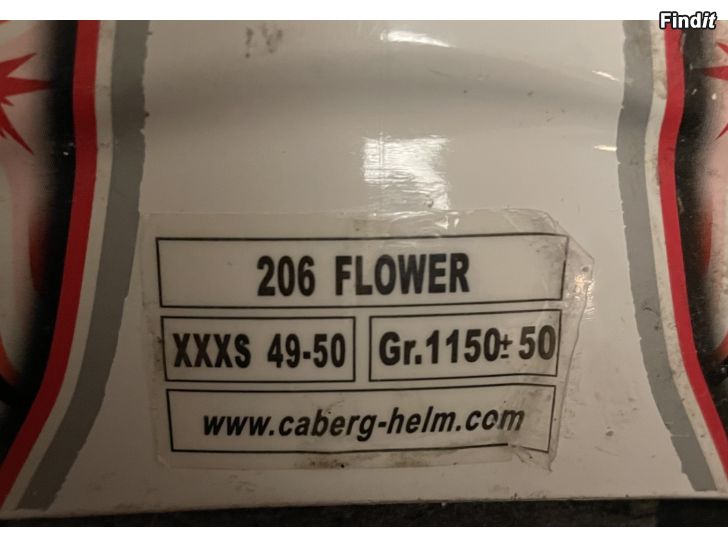 Findit
206 FLOWER
XXXS 49-50 Gr.1150± 50
www.caberg-helm.com